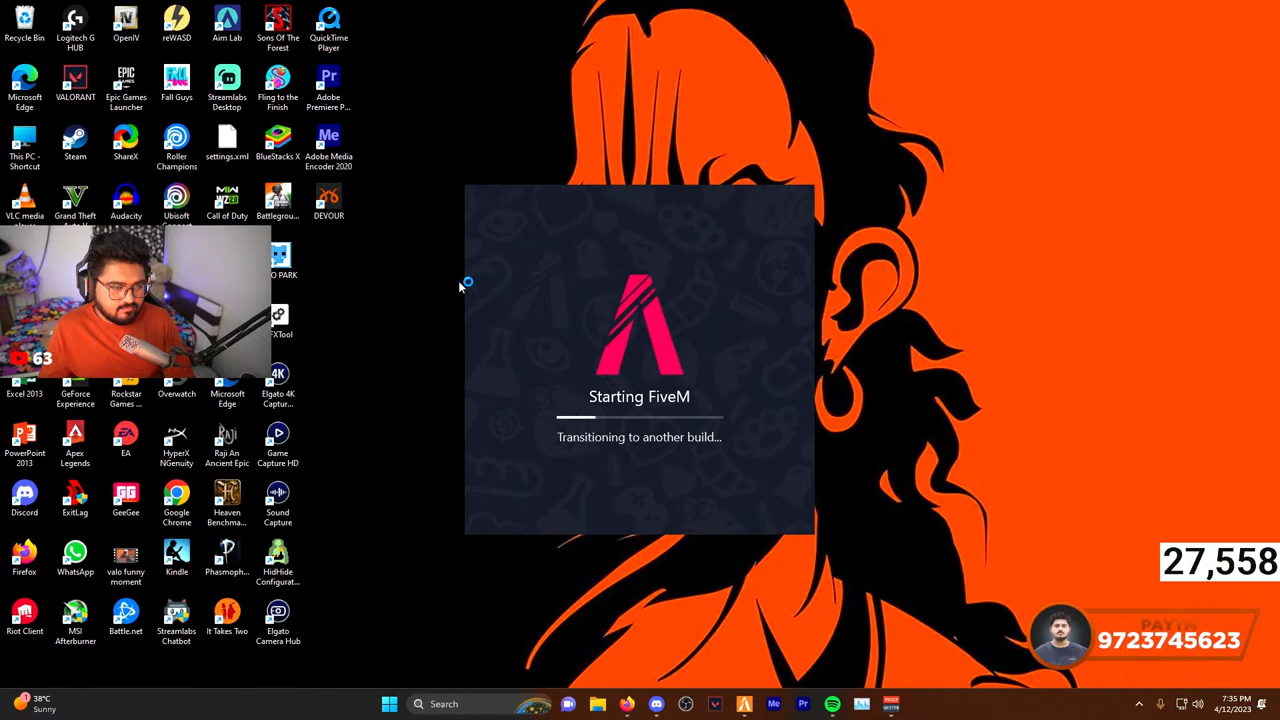 Recycle Bin
Logitech G
HUB
OpenIV
reWASD
Aim Lab
Sons Of The
Forest
QuickTime
Player
Microsoft
Edge
VALORANT
Epic Games
Launcher
Fall Guys
Streamlabs
Desktop
Fling to the
Finish
Adobe
Premiere P...
This PC -
Shortcut
Steam
ShareX
Roller
Champions
settings.xml
BlueStacks X
Adobe Media
Encoder 2020
VLC media
Grand Theft
Audacity
Ubisoft
Call of Duty
Battlegrou...
DEVOUR
O PARK
FXTool
63
Excel 2013
GeForce
Experience
Rockstar
Games ...
Overwatch
Microsoft
Edge
Elgato 4K
Captur...
PowerPoint
2013
Apex
Legends
EA
HyperX
NGenuity
Raji An
Ancient Epic
Game
Capture HD
Discord
ExitLag
GeeGee
Google
Chrome
Heaven
Benchma...
Sound
Capture
Firefox
WhatsApp
valo funny
moment
Kindle
Phasmoph...
HidHide
Configurat...
Riot Client
MSI
Afterburner
Battle.net
Streamlabs
Chatbot
It Takes Two
Elgato
Camera Hub
Starting FiveM
Transitioning to another build...
27,558
PAYTM
9723745623
38°C
Sunny
Search
7:35 PM
4/12/2023